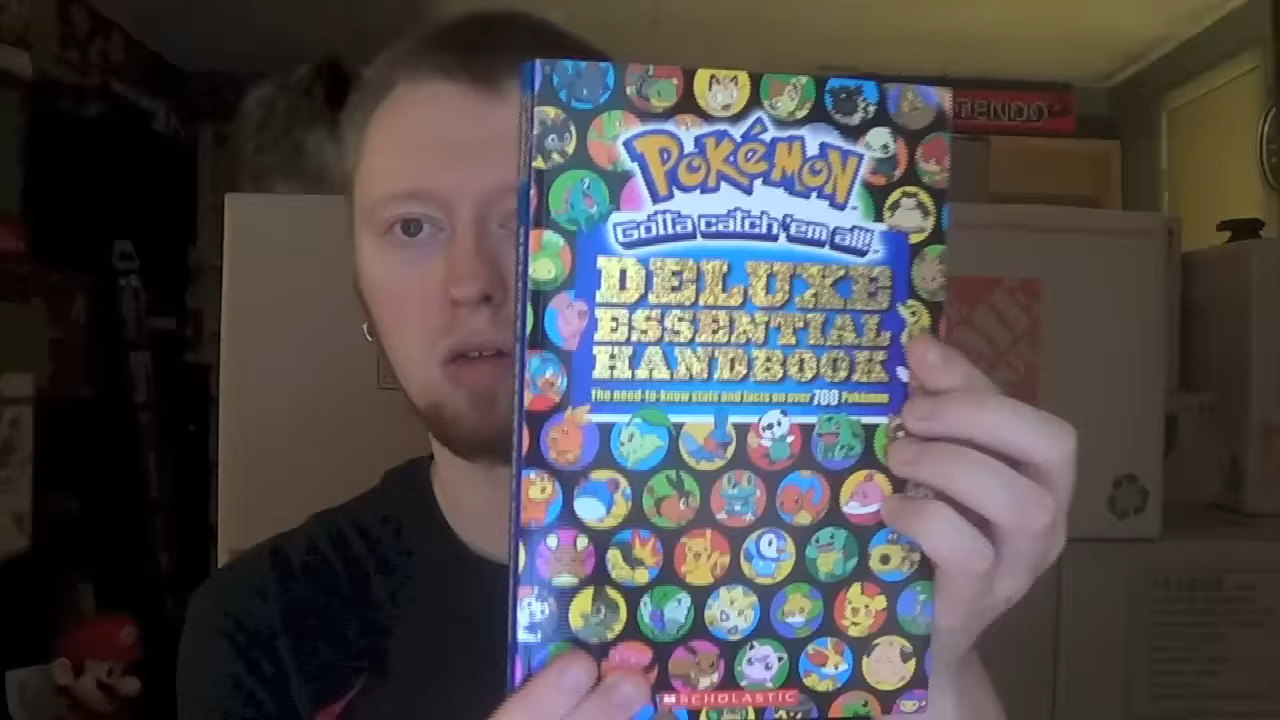 TENDO
POKéMON
Gotta catch 'em all!
DELUXE
ESSENTIAL
HANDBOOK
The need-to-know stats and facts on over 700 Pokémon
SCHOLASTIC